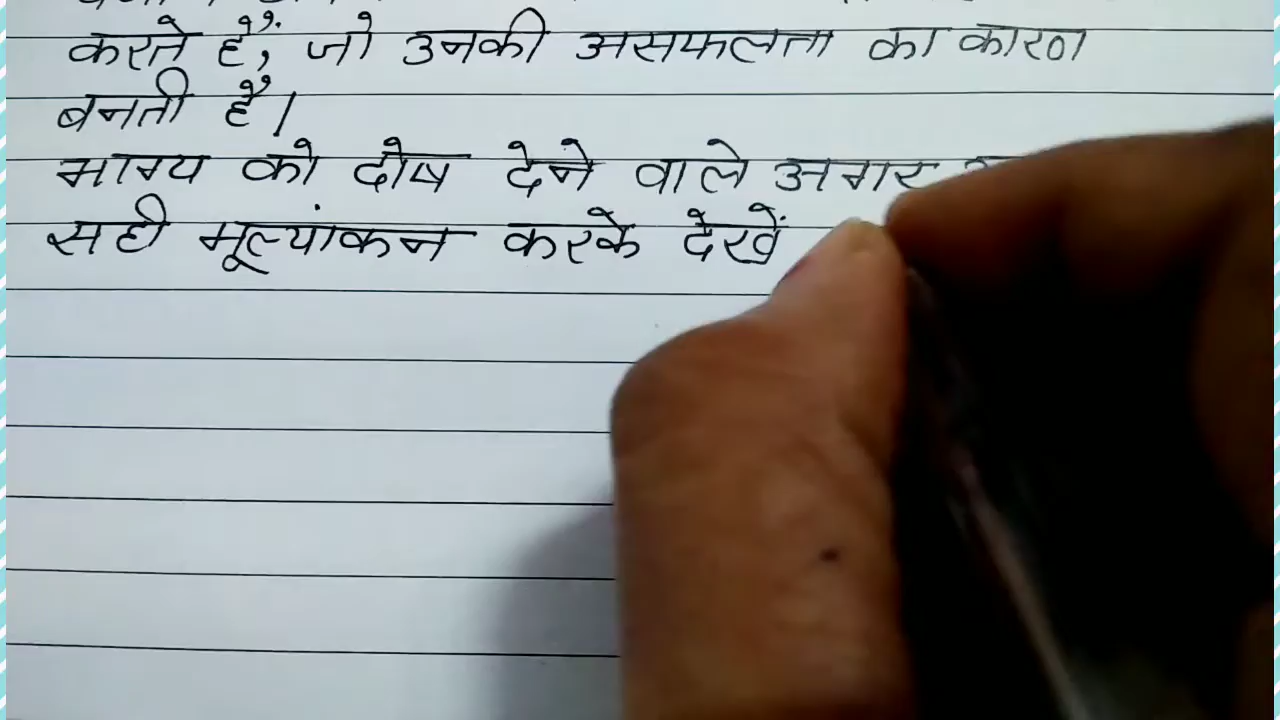 करते हैं, जो उनकी असफलता का कारण
बनती है।
भाग्य को दोष देने वाले अगर
सही मूल्यांकन करके देखें